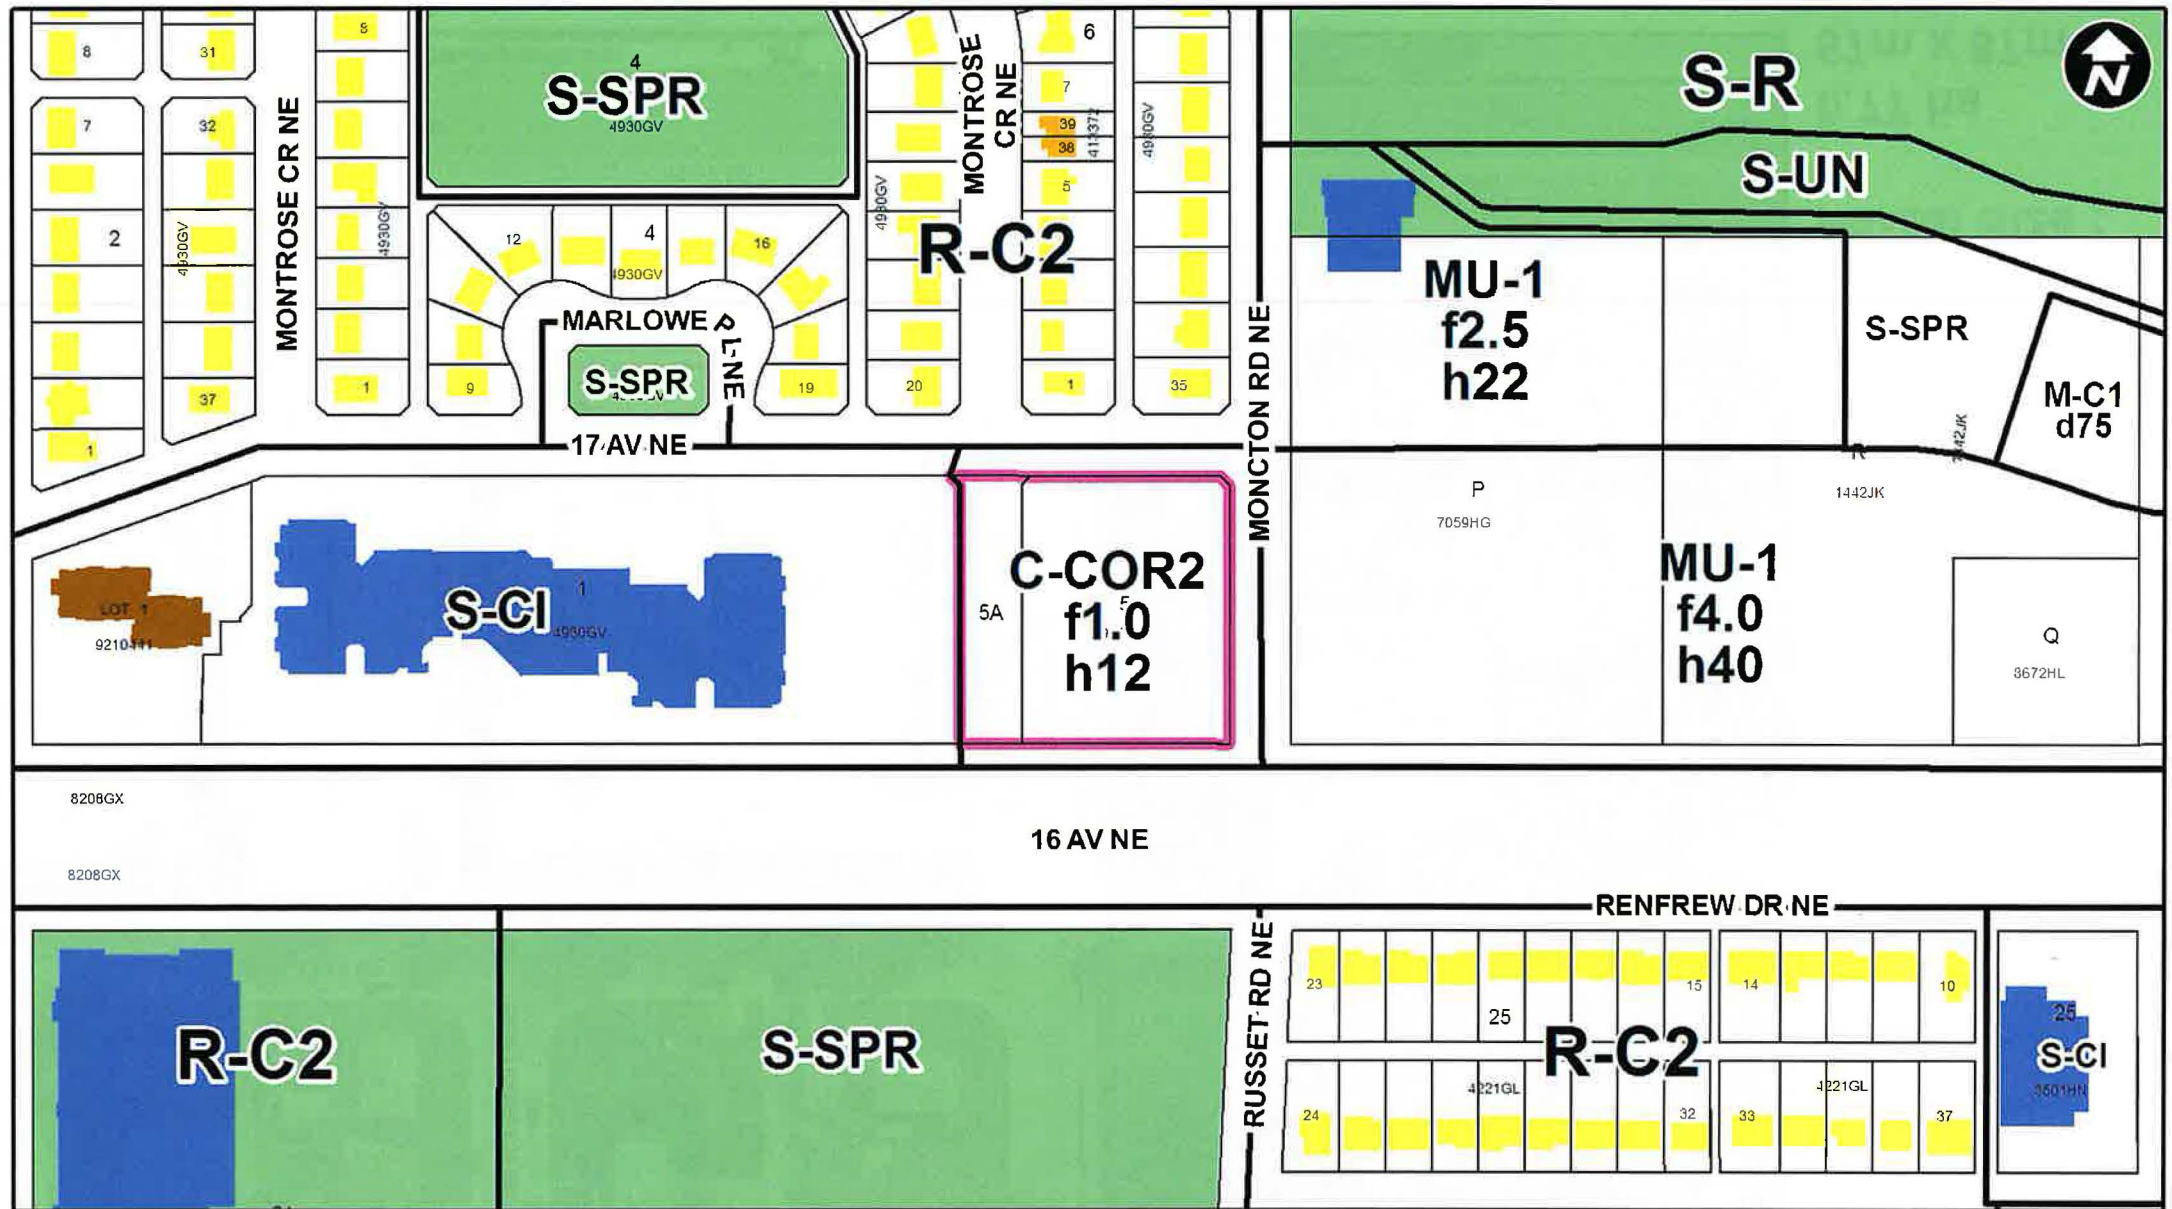 8
31
8
4
S-SPR
4930GV
6
S-R
N
7
32
MONTROSE CR NE
MONTROSE
CR NE
7
39
38
413372
4930GV
S-UN
2
4930GV
4930GV
12
4
16
4930GV
4930GV
5
R-C2
MU-1
f2.5
h22
S-SPR
M-C1
d75
MARLOWE
PL NE
S-SPR
37
1
9
19
20
1
35
1
17 AV NE
MONCTON RD NE
P
7059HG
R
1442JK
C-COR2
f1.0
h12
5A
5
MU-1
f4.0
h40
Q
3672HL
LOT 1
9210441
1
S-CI
4930GV
8208GX
16 AV NE
8208GX
RENFREW DR NE
RUSSET RD NE
23
15
14
10
25
25
R-C2
S-SPR
R-C2
S-CI
3501HN
4221GL
4221GL
24
32
33
37